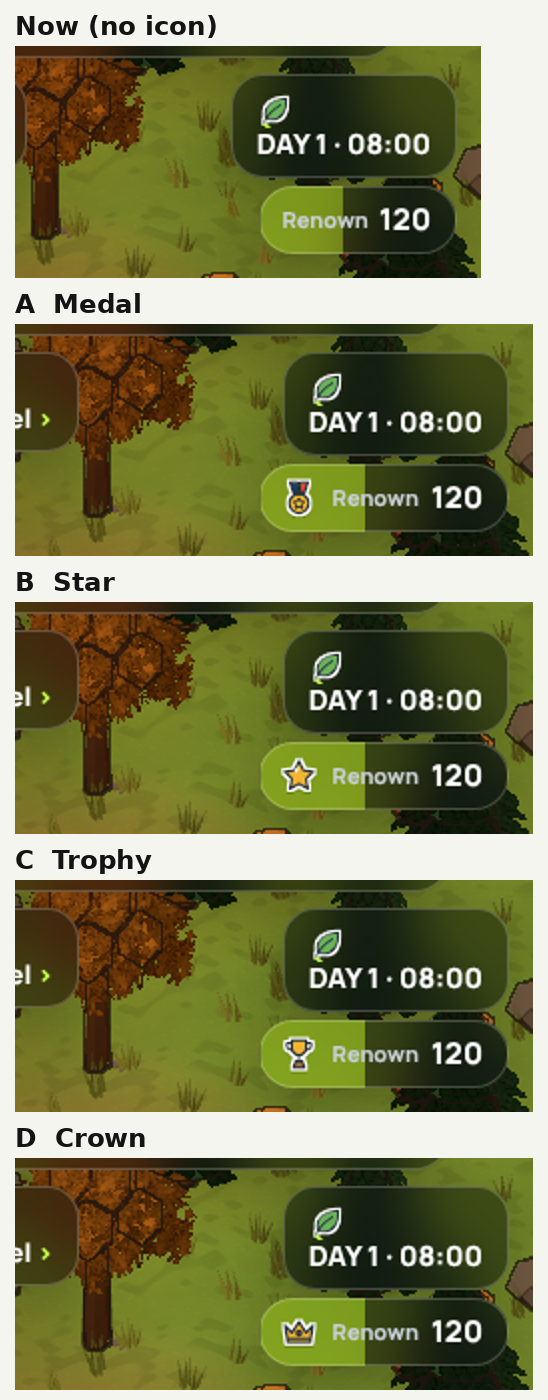 Now (no icon)
DAY 1 · 08:00
Renown 120
A Medal
el ›
DAY 1 · 08:00
Renown 120
B Star
el ›
DAY 1 · 08:00
Renown 120
C Trophy
el ›
DAY 1 · 08:00
Renown 120
D Crown
el ›
DAY 1 · 08:00
Renown 120